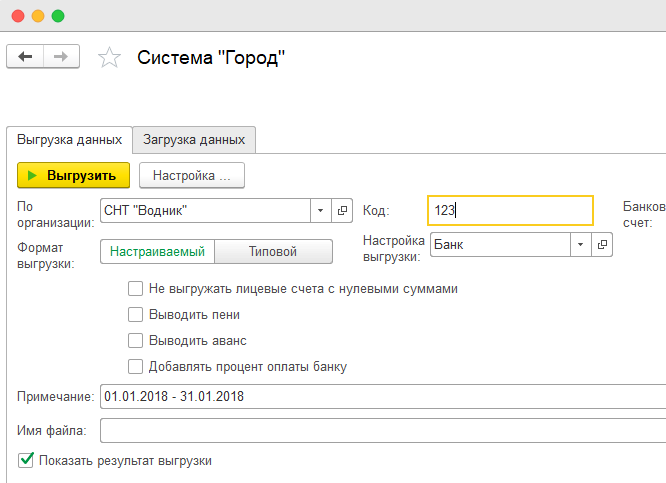 Система "Город"
Выгрузка данных Загрузка данных
Выгрузить Настройка ...
По организации: СНТ "Водник" Код: 123 Банков
счет:
Формат выгрузки: Настраиваемый Типовой Настройка выгрузки: Банк
Не выгружать лицевые счета с нулевыми суммами
Выводить пени
Выводить аванс
Добавлять процент оплаты банку
Примечание: 01.01.2018 - 31.01.2018
Имя файла:
Показать результат выгрузки